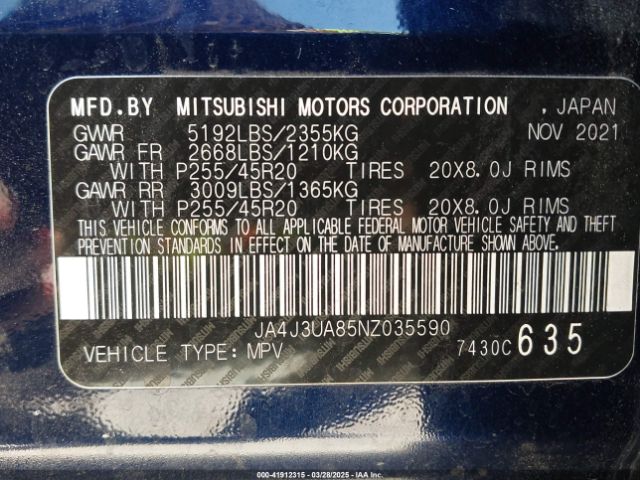 MFD.BY MITSUBISHI MOTORS CORPORATION . JAPAN
GVWR 5192LBS/2355KG NOV 2021
GAWR FR 2668LBS/1210KG
WITH P255/45R20 TIRES 20X8.0J RIMS
GAWR RR 3009LBS/1365KG
WITH P255/45R20 TIRES 20X8.0J RIMS
THIS VEHICLE CONFORMS TO ALL APPLICABLE FEDERAL MOTOR VEHICLE SAFETY AND THEFT
PREVENTION STANDARDS IN EFFECT ON THE DATE OF MANUFACTURE SHOWN ABOVE.
JA4J3UA85NZ035590
VEHICLE TYPE: MPV 7430C 635
000-41912315 | 03/28/2025 - IAA Inc.